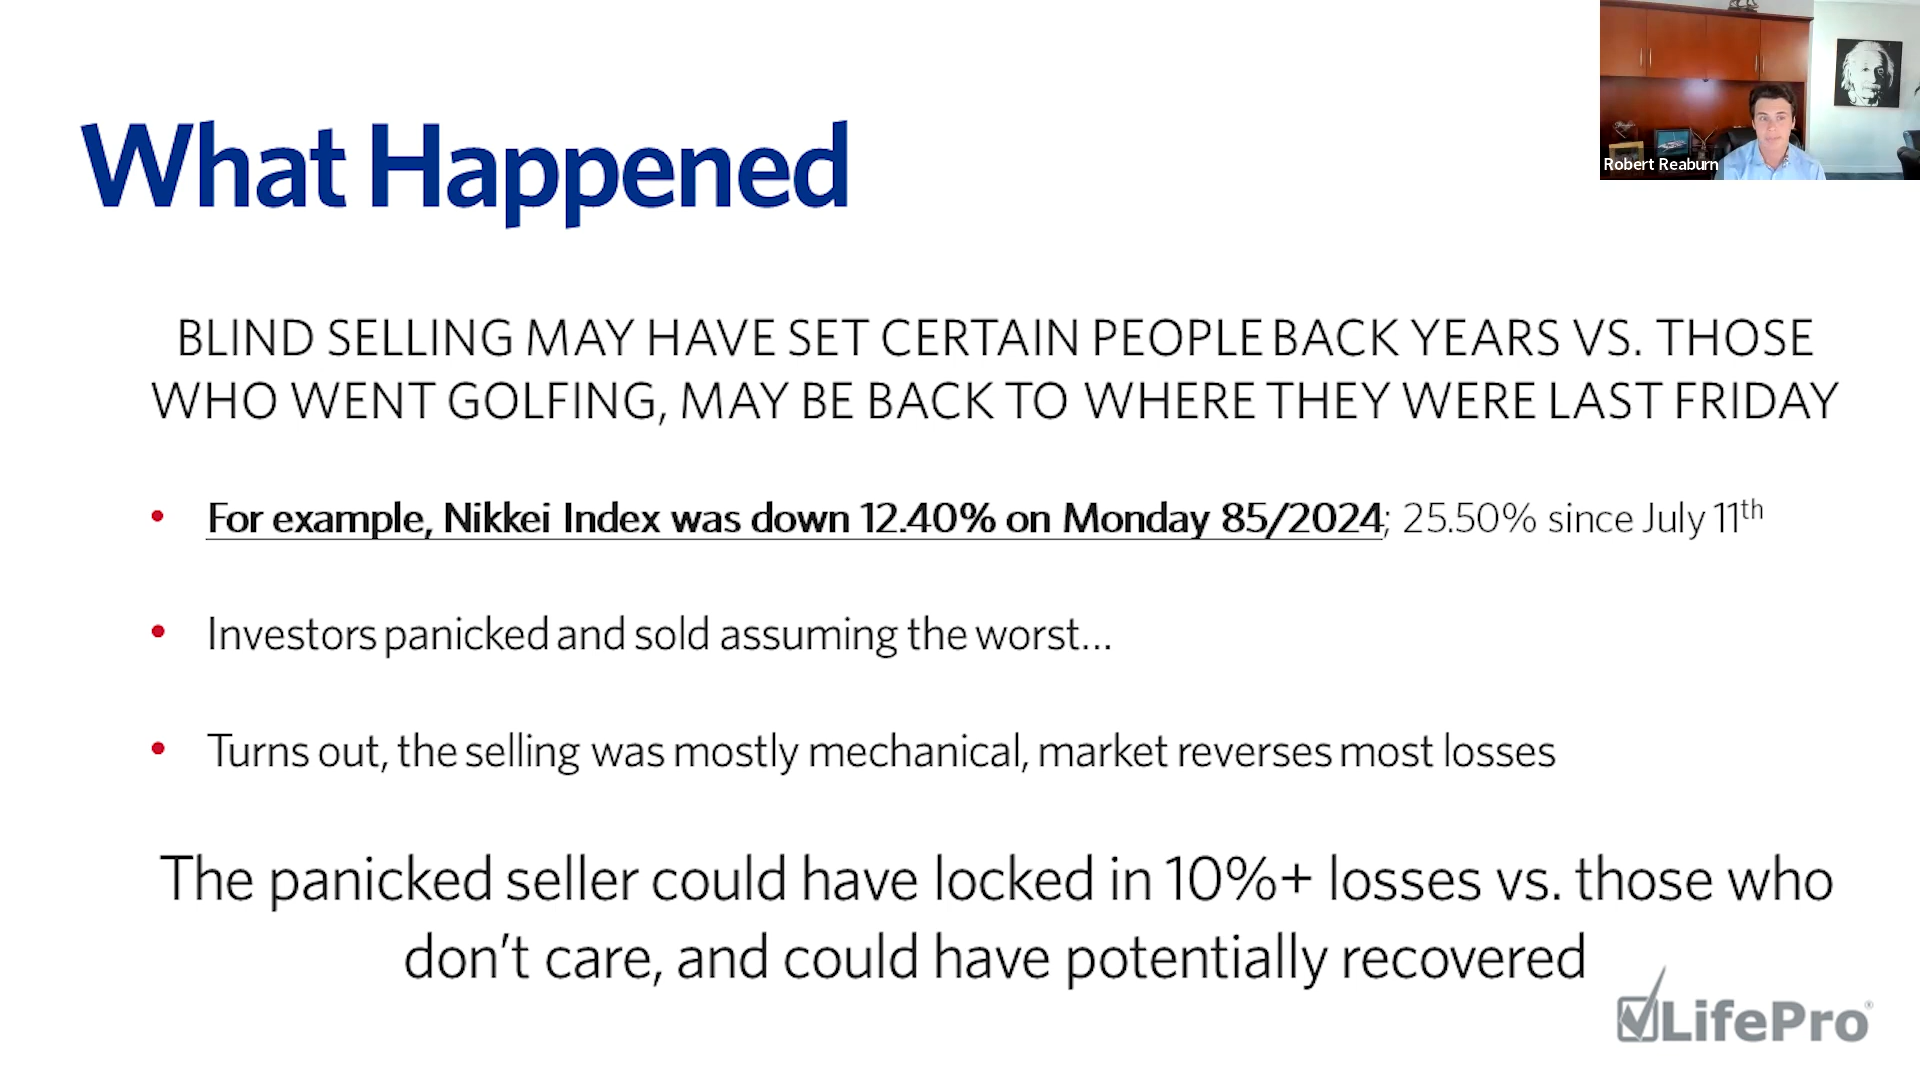 Robert Reaburn
What Happened
BLIND SELLING MAY HAVE SET CERTAIN PEOPLE BACK YEARS VS. THOSE
WHO WENT GOLFING, MAY BE BACK TO WHERE THEY WERE LAST FRIDAY
• For example, Nikkei Index was down 12.40% on Monday 85/2024; 25.50% since July 11th
• Investors panicked and sold assuming the worst...
• Turns out, the selling was mostly mechanical, market reverses most losses
The panicked seller could have locked in 10%+ losses vs. those who
don’t care, and could have potentially recovered
LifePro®